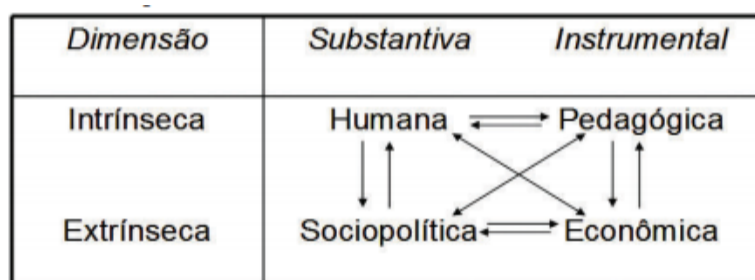 Dimensão Substantiva Instrumental
Intrínseca Humana Pedagógica
Extrínseca Sociopolítica Econômica